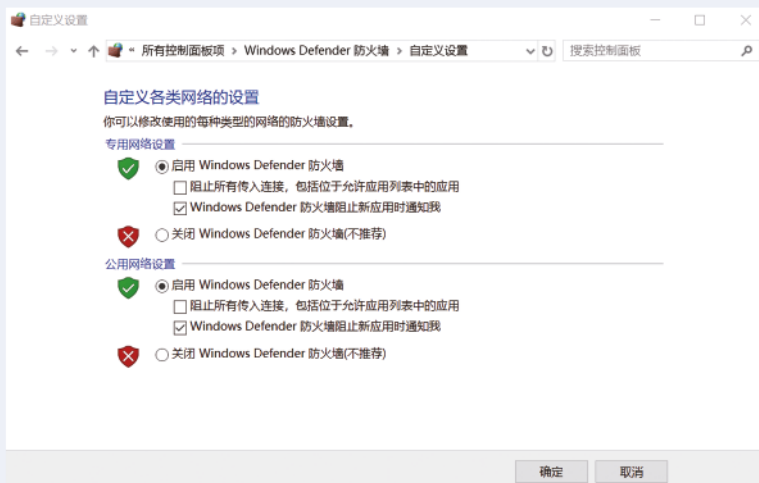 自定义设置
« 所有控制面板项 › Windows Defender 防火墙 › 自定义设置 搜索控制面板
自定义各类网络的设置
你可以修改使用的每种类型的网络的防火墙设置。
专用网络设置
启用 Windows Defender 防火墙
阻止所有传入连接，包括位于允许应用列表中的应用
Windows Defender 防火墙阻止新应用时通知我
关闭 Windows Defender 防火墙(不推荐)
公用网络设置
启用 Windows Defender 防火墙
阻止所有传入连接，包括位于允许应用列表中的应用
Windows Defender 防火墙阻止新应用时通知我
关闭 Windows Defender 防火墙(不推荐)
确定 取消